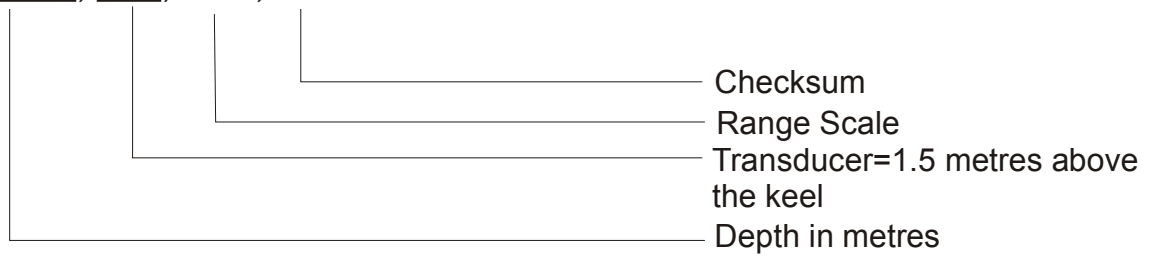 Checksum
Range Scale
Transducer=1.5 metres above
the keel
Depth in metres